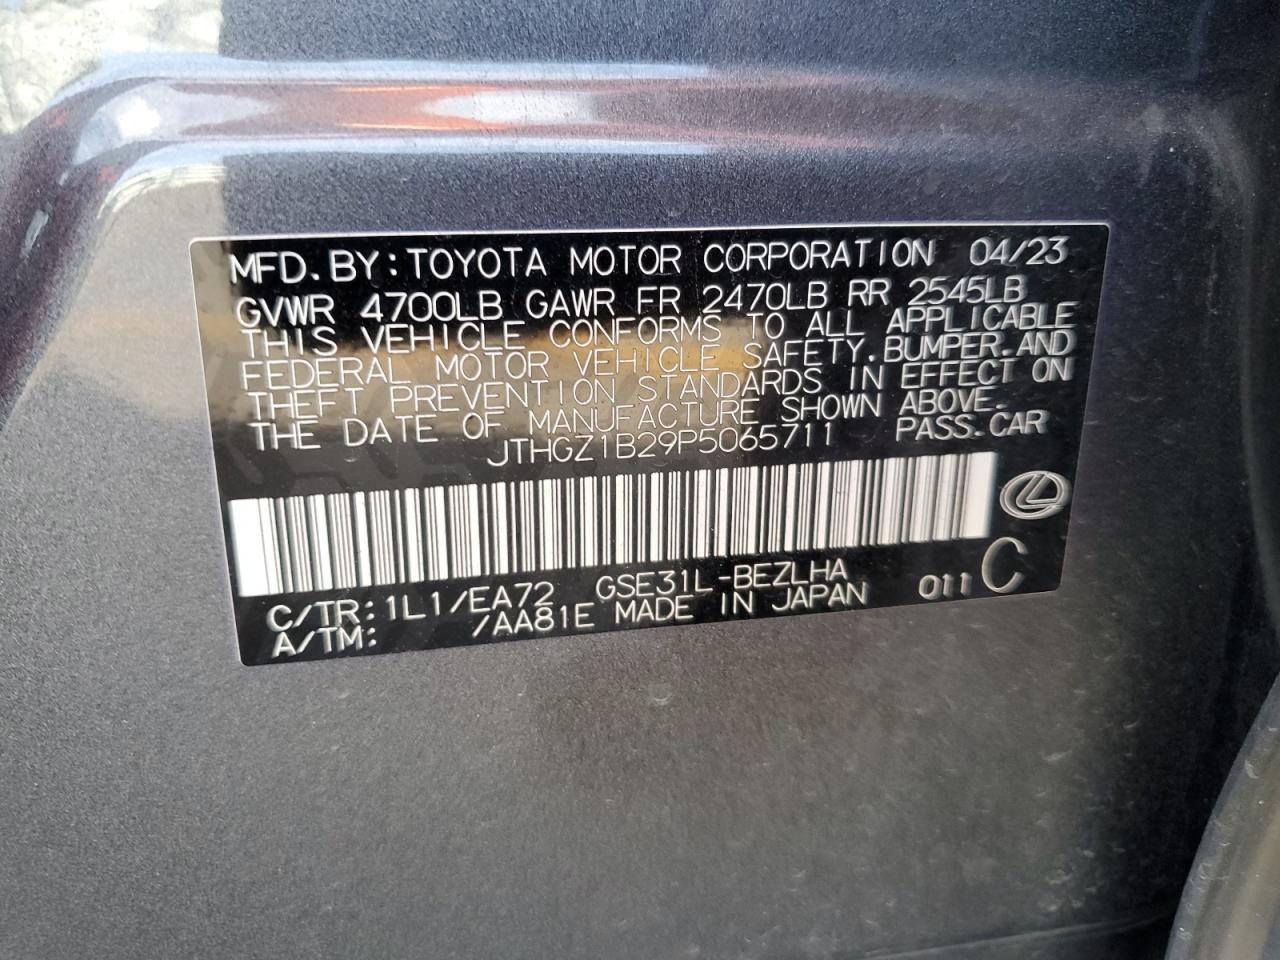 MFD. BY: TOYOTA MOTOR CORPORATION 04/23
GVWR 4700LB GAWR FR 2470LB RR 2545LB
THIS VEHICLE CONFORMS TO ALL APPLICABLE
FEDERAL MOTOR VEHICLE SAFETY, BUMPER, AND
THEFT PREVENTION STANDARDS IN EFFECT ON
THE DATE OF MANUFACTURE SHOWN ABOVE.
JTHGZ1B29P5065711 PASS. CAR
C/TR: 1L1/EA72 GSE31L-BEZLHA 011 C
A/TM: /AA81E MADE IN JAPAN